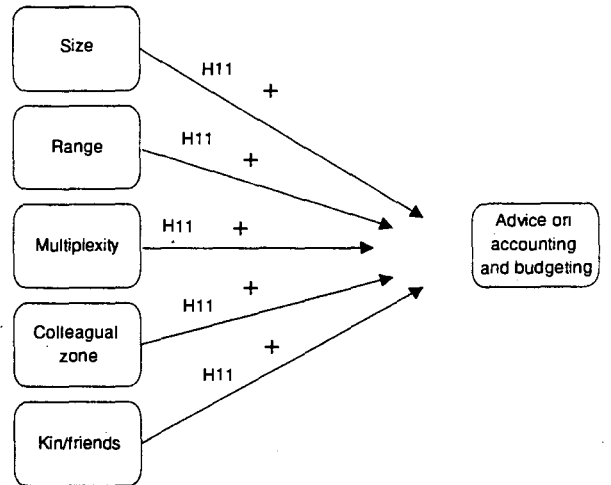 Size
H11
+
Range
H11
+
Multiplexity
H11
+
Advice on
accounting
and budgeting
Colleagual
zone
H11
+
Kin/friends
H11
+